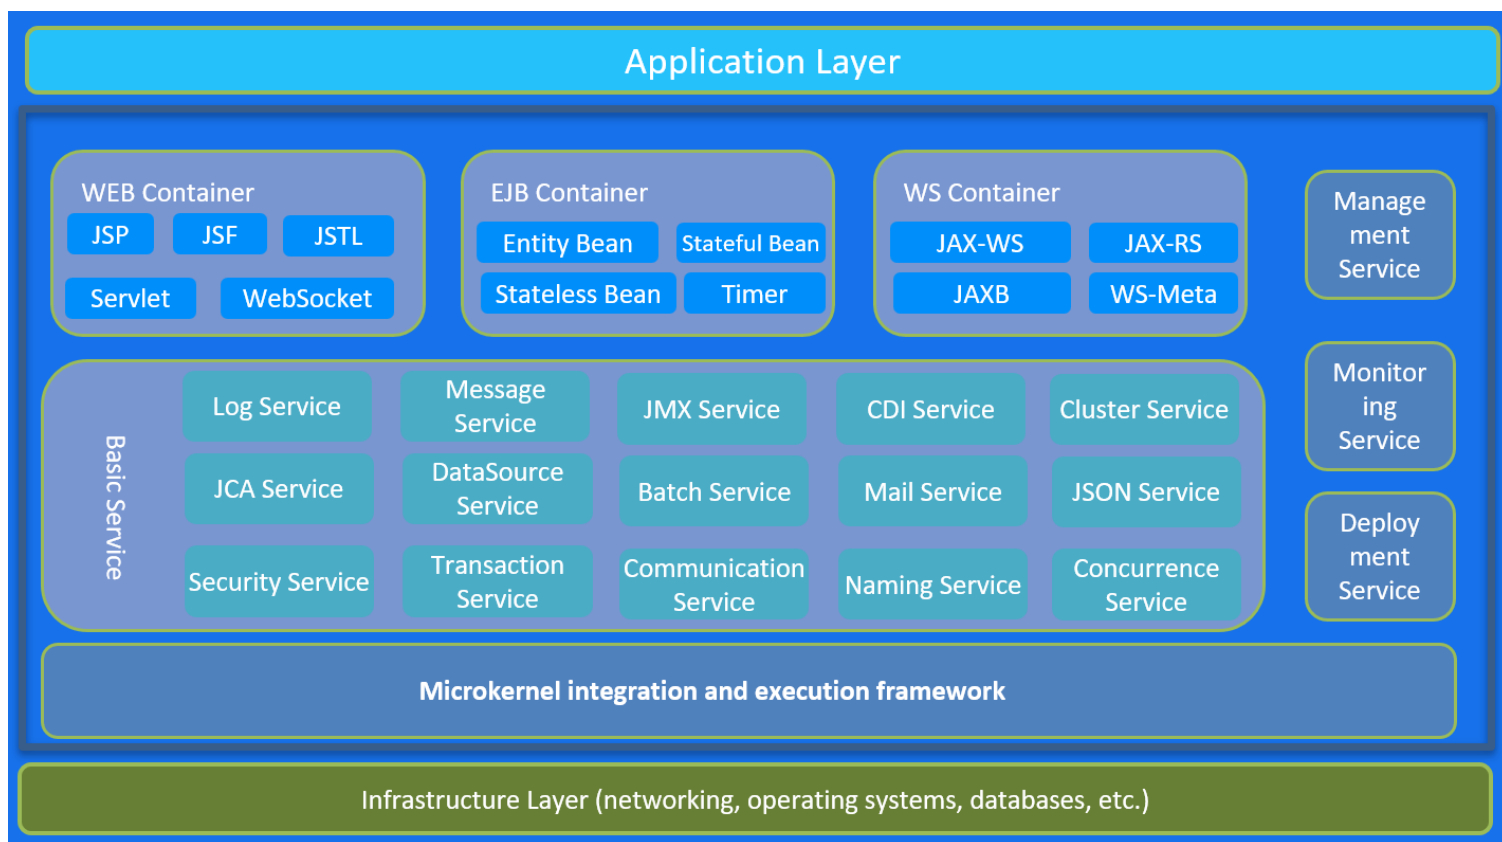 Application Layer
WEB Container
JSP
JSF
JSTL
Servlet
WebSocket
EJB Container
Entity Bean
Stateful Bean
Stateless Bean
Timer
WS Container
JAX-WS
JAX-RS
JAXB
WS-Meta
Manage
ment
Service
Monitor
ing
Service
Deploy
ment
Service
Basic Service
Log Service
Message
Service
JMX Service
CDI Service
Cluster Service
JCA Service
DataSource
Service
Batch Service
Mail Service
JSON Service
Security Service
Transaction
Service
Communication
Service
Naming Service
Concurrence
Service
Microkernel integration and execution framework
Infrastructure Layer (networking, operating systems, databases, etc.)